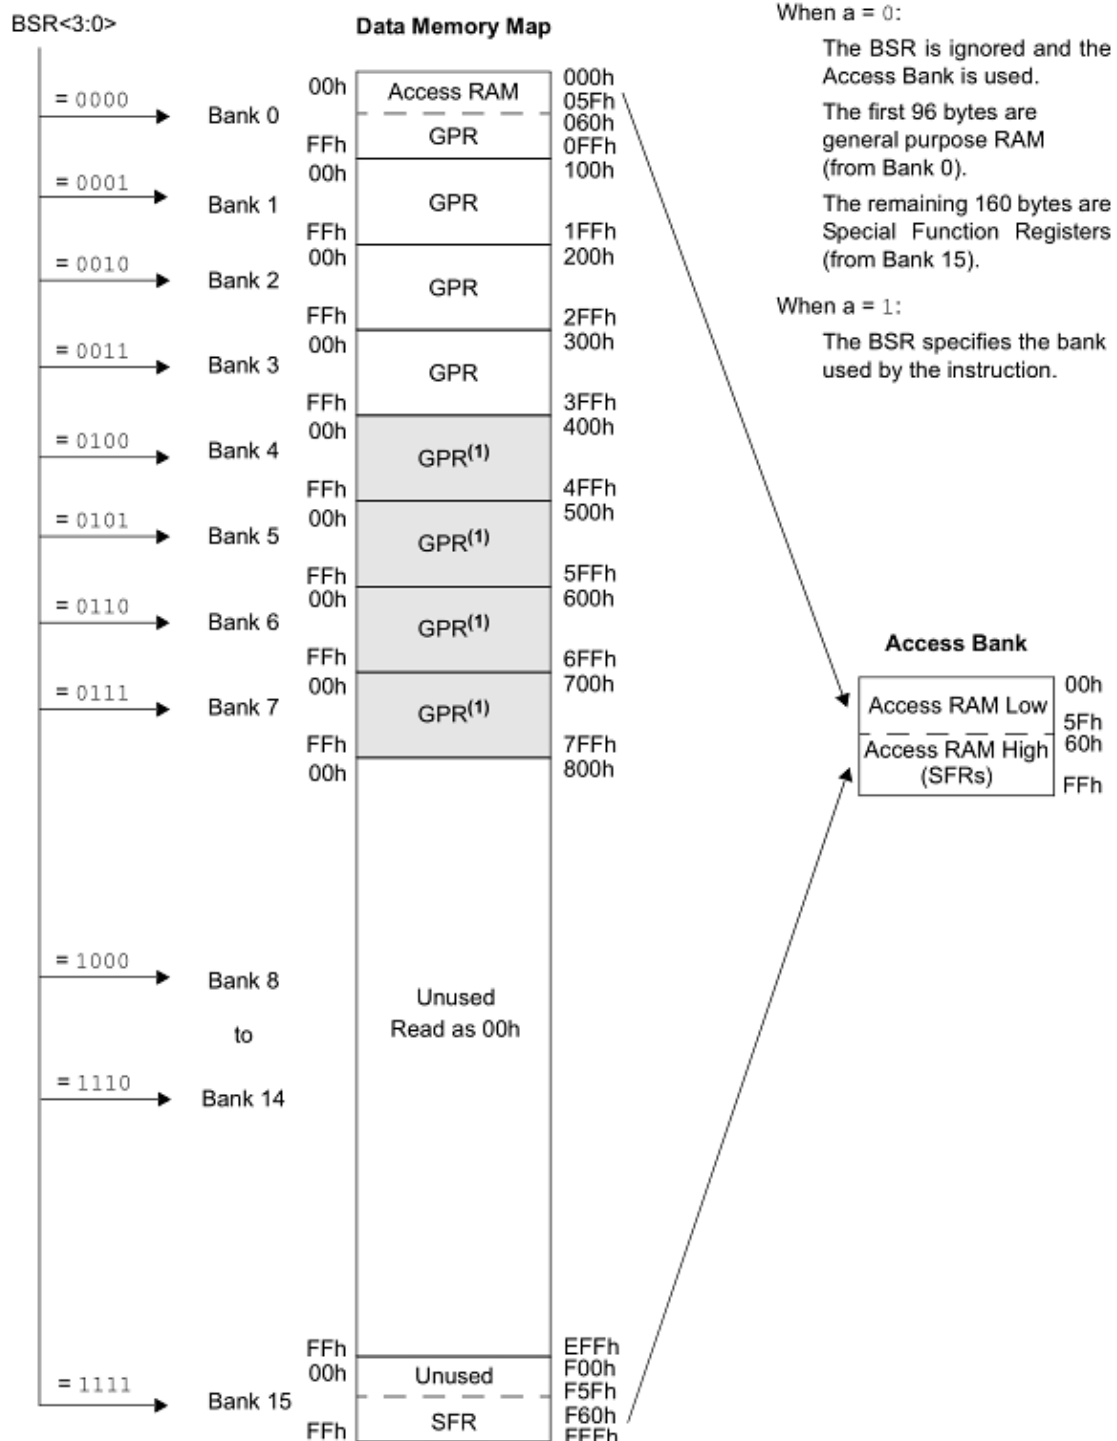 BSR<3:0>
Data Memory Map
When a = 0:
The BSR is ignored and the
Access Bank is used.
The first 96 bytes are
general purpose RAM
(from Bank 0).
The remaining 160 bytes are
Special Function Registers
(from Bank 15).
When a = 1:
The BSR specifies the bank
used by the instruction.
= 0000
Bank 0
00h
Access RAM
000h
05Fh
060h
FFh
GPR
0FFh
= 0001
Bank 1
00h
100h
GPR
FFh
1FFh
= 0010
Bank 2
00h
200h
GPR
FFh
2FFh
= 0011
Bank 3
00h
300h
GPR
FFh
3FFh
= 0100
Bank 4
00h
400h
GPR(1)
FFh
4FFh
= 0101
Bank 5
00h
500h
GPR(1)
FFh
5FFh
= 0110
Bank 6
00h
600h
GPR(1)
FFh
6FFh
= 0111
Bank 7
00h
700h
GPR(1)
FFh
7FFh
00h
800h
= 1000
Bank 8
to
= 1110
Bank 14
Unused
Read as 00h
FFh
EFFh
= 1111
Bank 15
00h
Unused
F00h
F5Fh
F60h
FFh
SFR
FFFh
Access Bank
Access RAM Low
00h
5Fh
Access RAM High
(SFRs)
60h
FFh